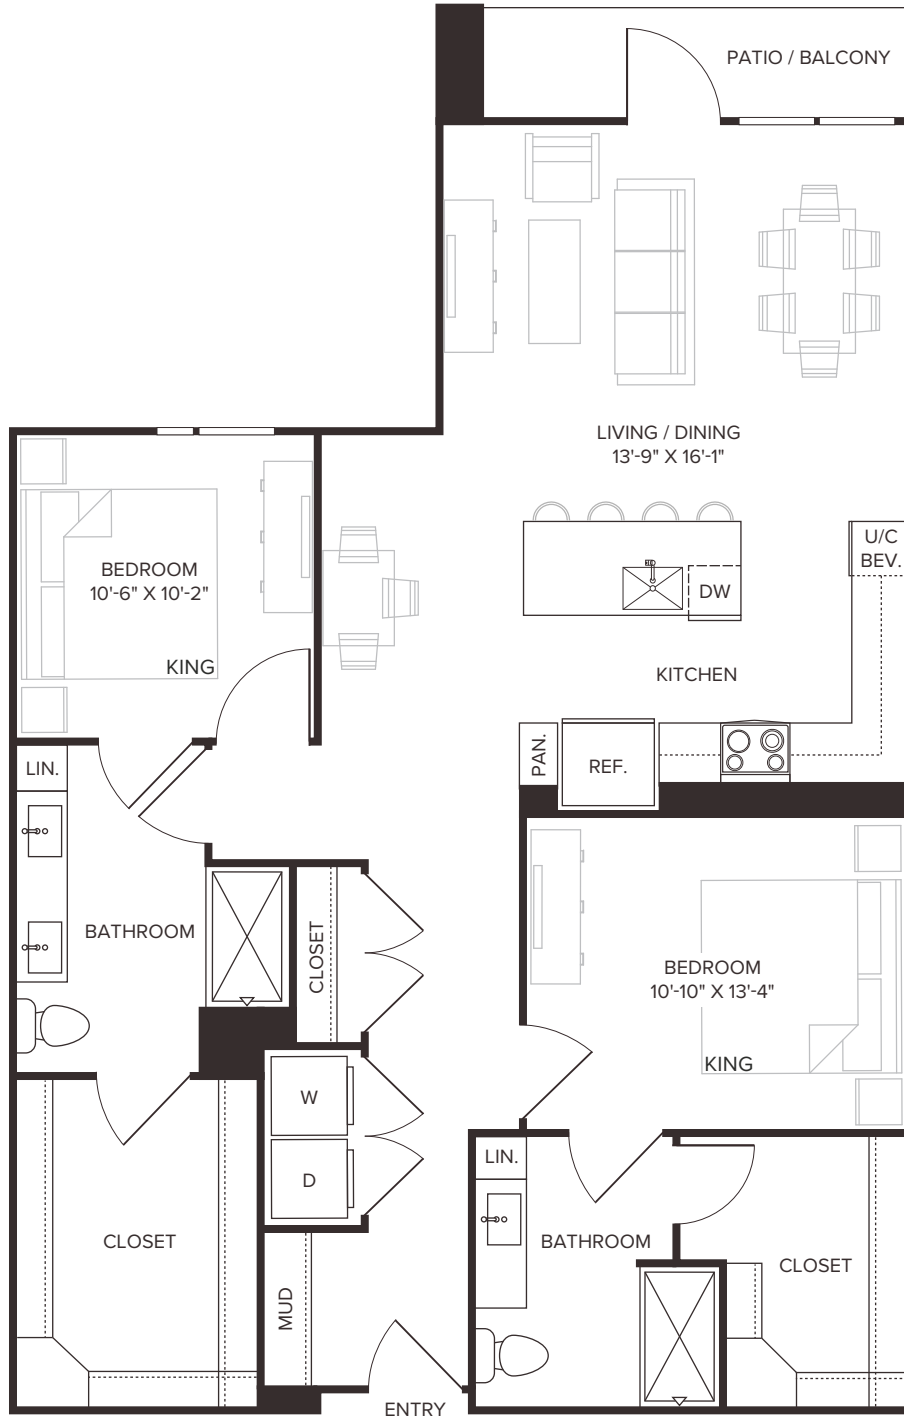 PATIO / BALCONY
LIVING / DINING
13'-9" X 16'-1"
U/C
BEV.
BEDROOM
10'-6" X 10'-2"
DW
KING
KITCHEN
LIN.
PAN.
REF.
BATHROOM
CLOSET
BEDROOM
10'-10" X 13'-4"
KING
W
D
LIN.
CLOSET
BATHROOM
CLOSET
MUD
ENTRY